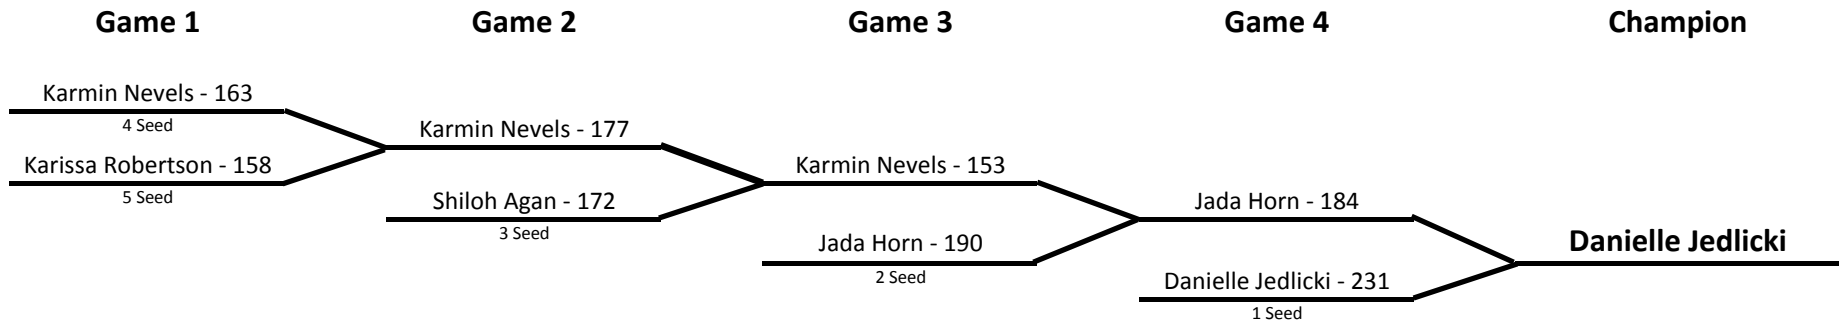 Game 1
Game 2
Game 3
Game 4
Champion
Karmin Nevels - 163
4 Seed
Karissa Robertson - 158
5 Seed
Karmin Nevels - 177
Shiloh Agan - 172
3 Seed
Karmin Nevels - 153
Jada Horn - 190
2 Seed
Jada Horn - 184
Danielle Jedlicki - 231
1 Seed
Danielle Jedlicki